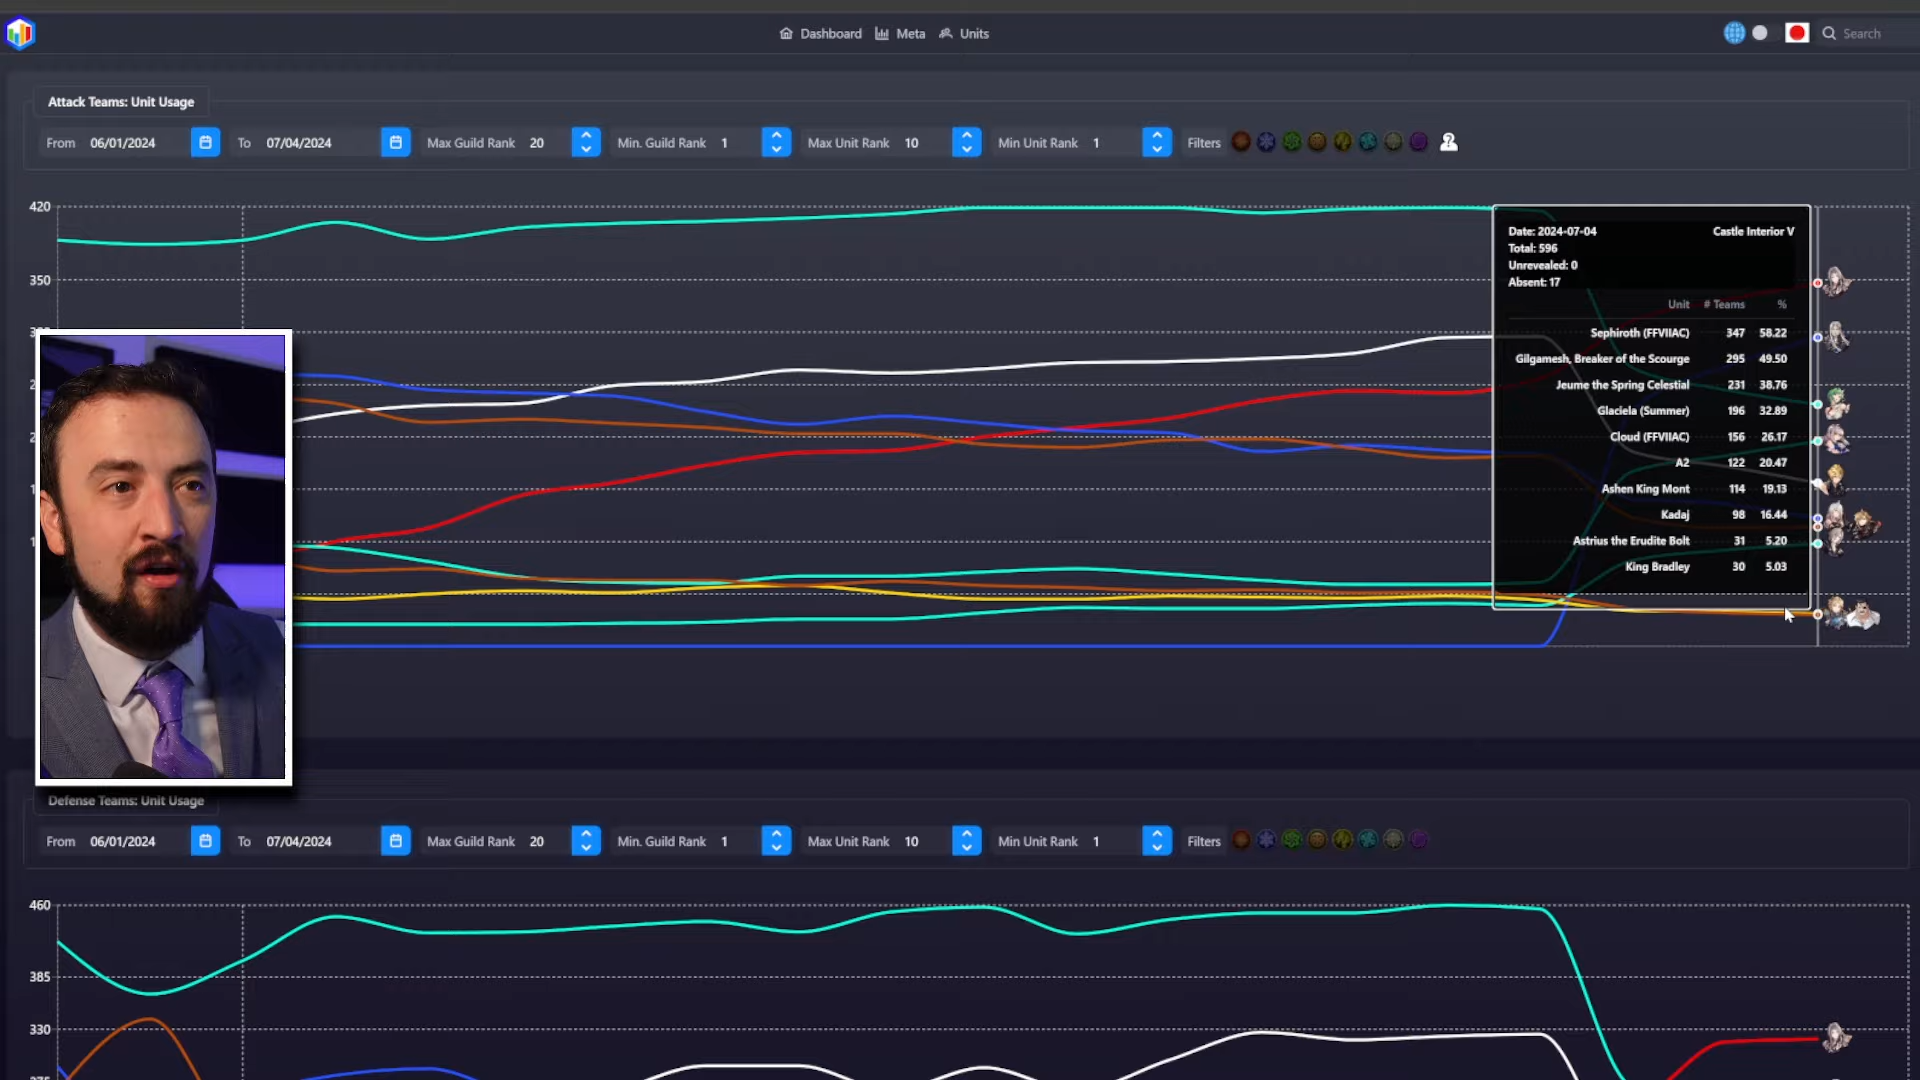 Dashboard Meta Units Search
Attack Teams: Unit Usage
From 06/01/2024 To 07/04/2024 Max Guild Rank 20 Min. Guild Rank 1 Max Unit Rank 10 Min Unit Rank 1 Filters
420
350
Date: 2024-07-04 Castle Interior V
Total: 596
Unrevealed: 0
Absent: 17
Unit # Teams %
Sephiroth (FFVIIAC) 347 58.22
Gilgamesh, Breaker of the Scourge 295 49.50
Jeume the Spring Celestial 231 38.76
Glaciela (Summer) 196 32.89
Cloud (FFVIIAC) 156 26.17
A2 122 20.47
Ashen King Mont 114 19.13
Kadaj 98 16.44
Astrius the Erudite Bolt 31 5.20
King Bradley 30 5.03
Defense Teams: Unit Usage
From 06/01/2024 To 07/04/2024 Max Guild Rank 20 Min. Guild Rank 1 Max Unit Rank 10 Min Unit Rank 1 Filters
460
385
330